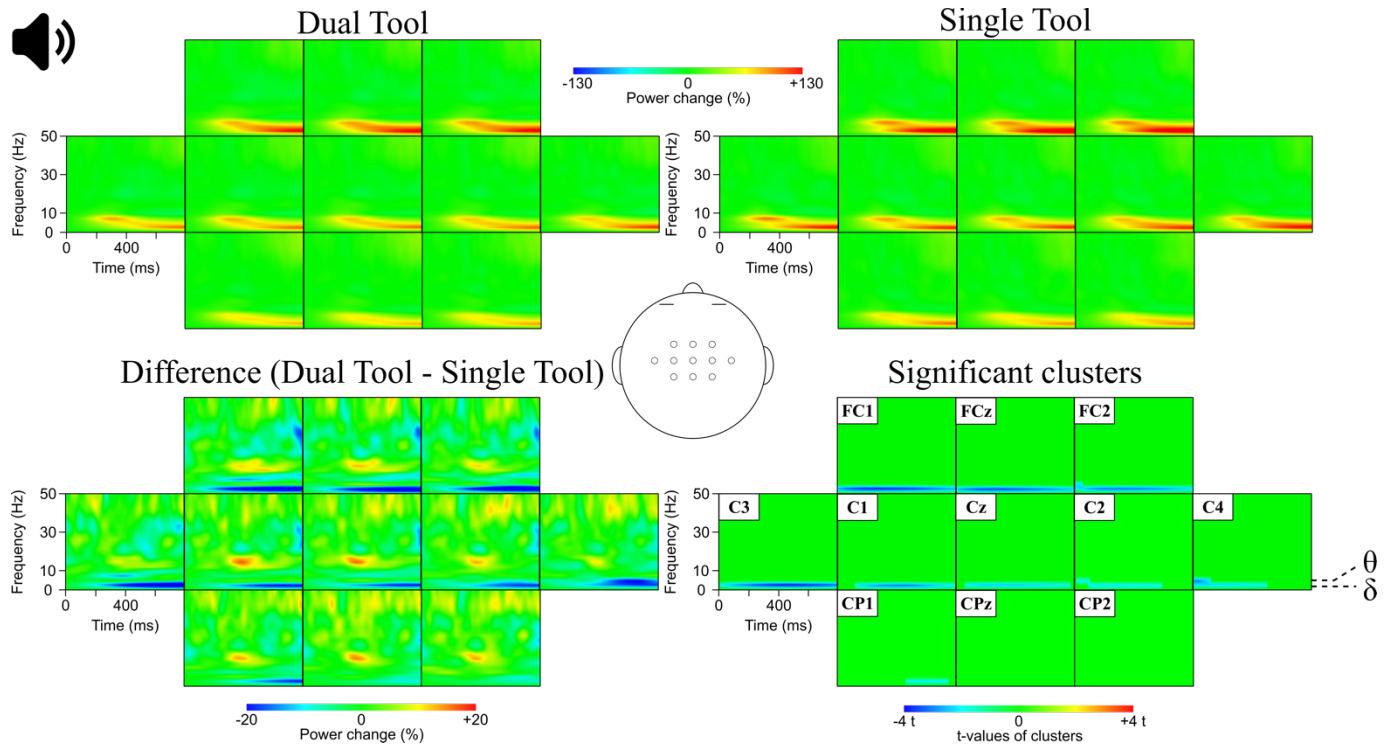 Dual Tool
Single Tool
-130 0 +130
Power change (%)
50
30
10
0
Frequency (Hz)
0 400
Time (ms)
50
30
10
0
Frequency (Hz)
0 400
Time (ms)
Difference (Dual Tool - Single Tool)
Significant clusters
FC1 FCz FC2
50
30
10
0
Frequency (Hz)
0 400
Time (ms)
C3 C1 Cz C2 C4
50
30
10
0
Frequency (Hz)
0 400
Time (ms)
θ
δ
CP1 CPz CP2
-20 0 +20
Power change (%)
-4 t 0 +4 t
t-values of clusters